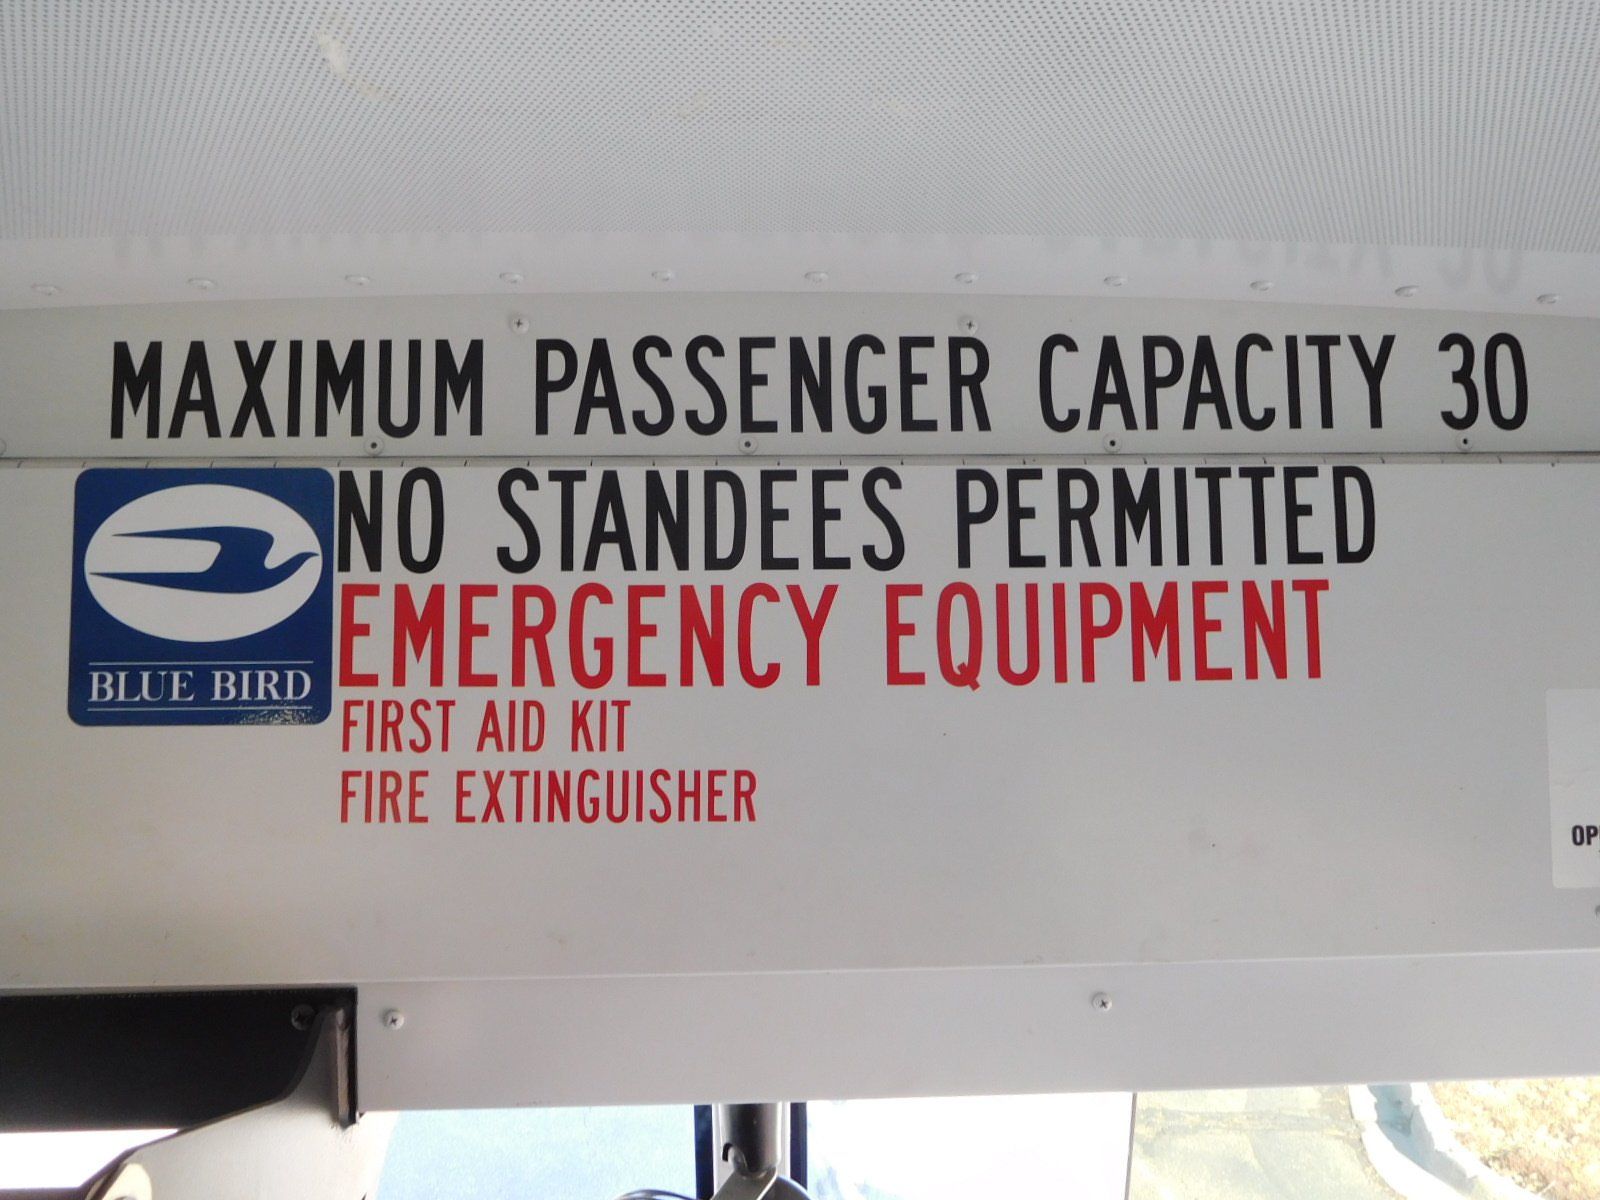 MAXIMUM PASSENGER CAPACITY 30
NO STANDEES PERMITTED
EMERGENCY EQUIPMENT
BLUE BIRD
FIRST AID KIT
FIRE EXTINGUISHER